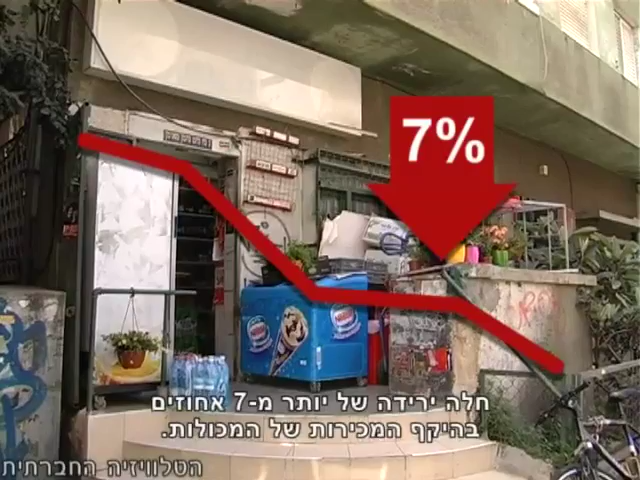 7%
חלה ירידה של יותר מ-7 אחוזים
בהיקף המכירות של המכולות.
הטלוויזיה החברתית